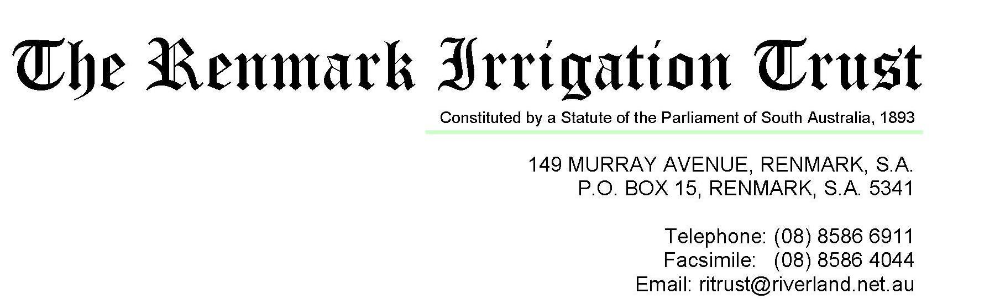 The Renmark Irrigation Trust
Constituted by a Statute of the Parliament of South Australia, 1893
149 MURRAY AVENUE, RENMARK, S.A.
P.O. BOX 15, RENMARK, S.A. 5341
Telephone: (08) 8586 6911
Facsimile: (08) 8586 4044
Email: ritrust@riverland.net.au